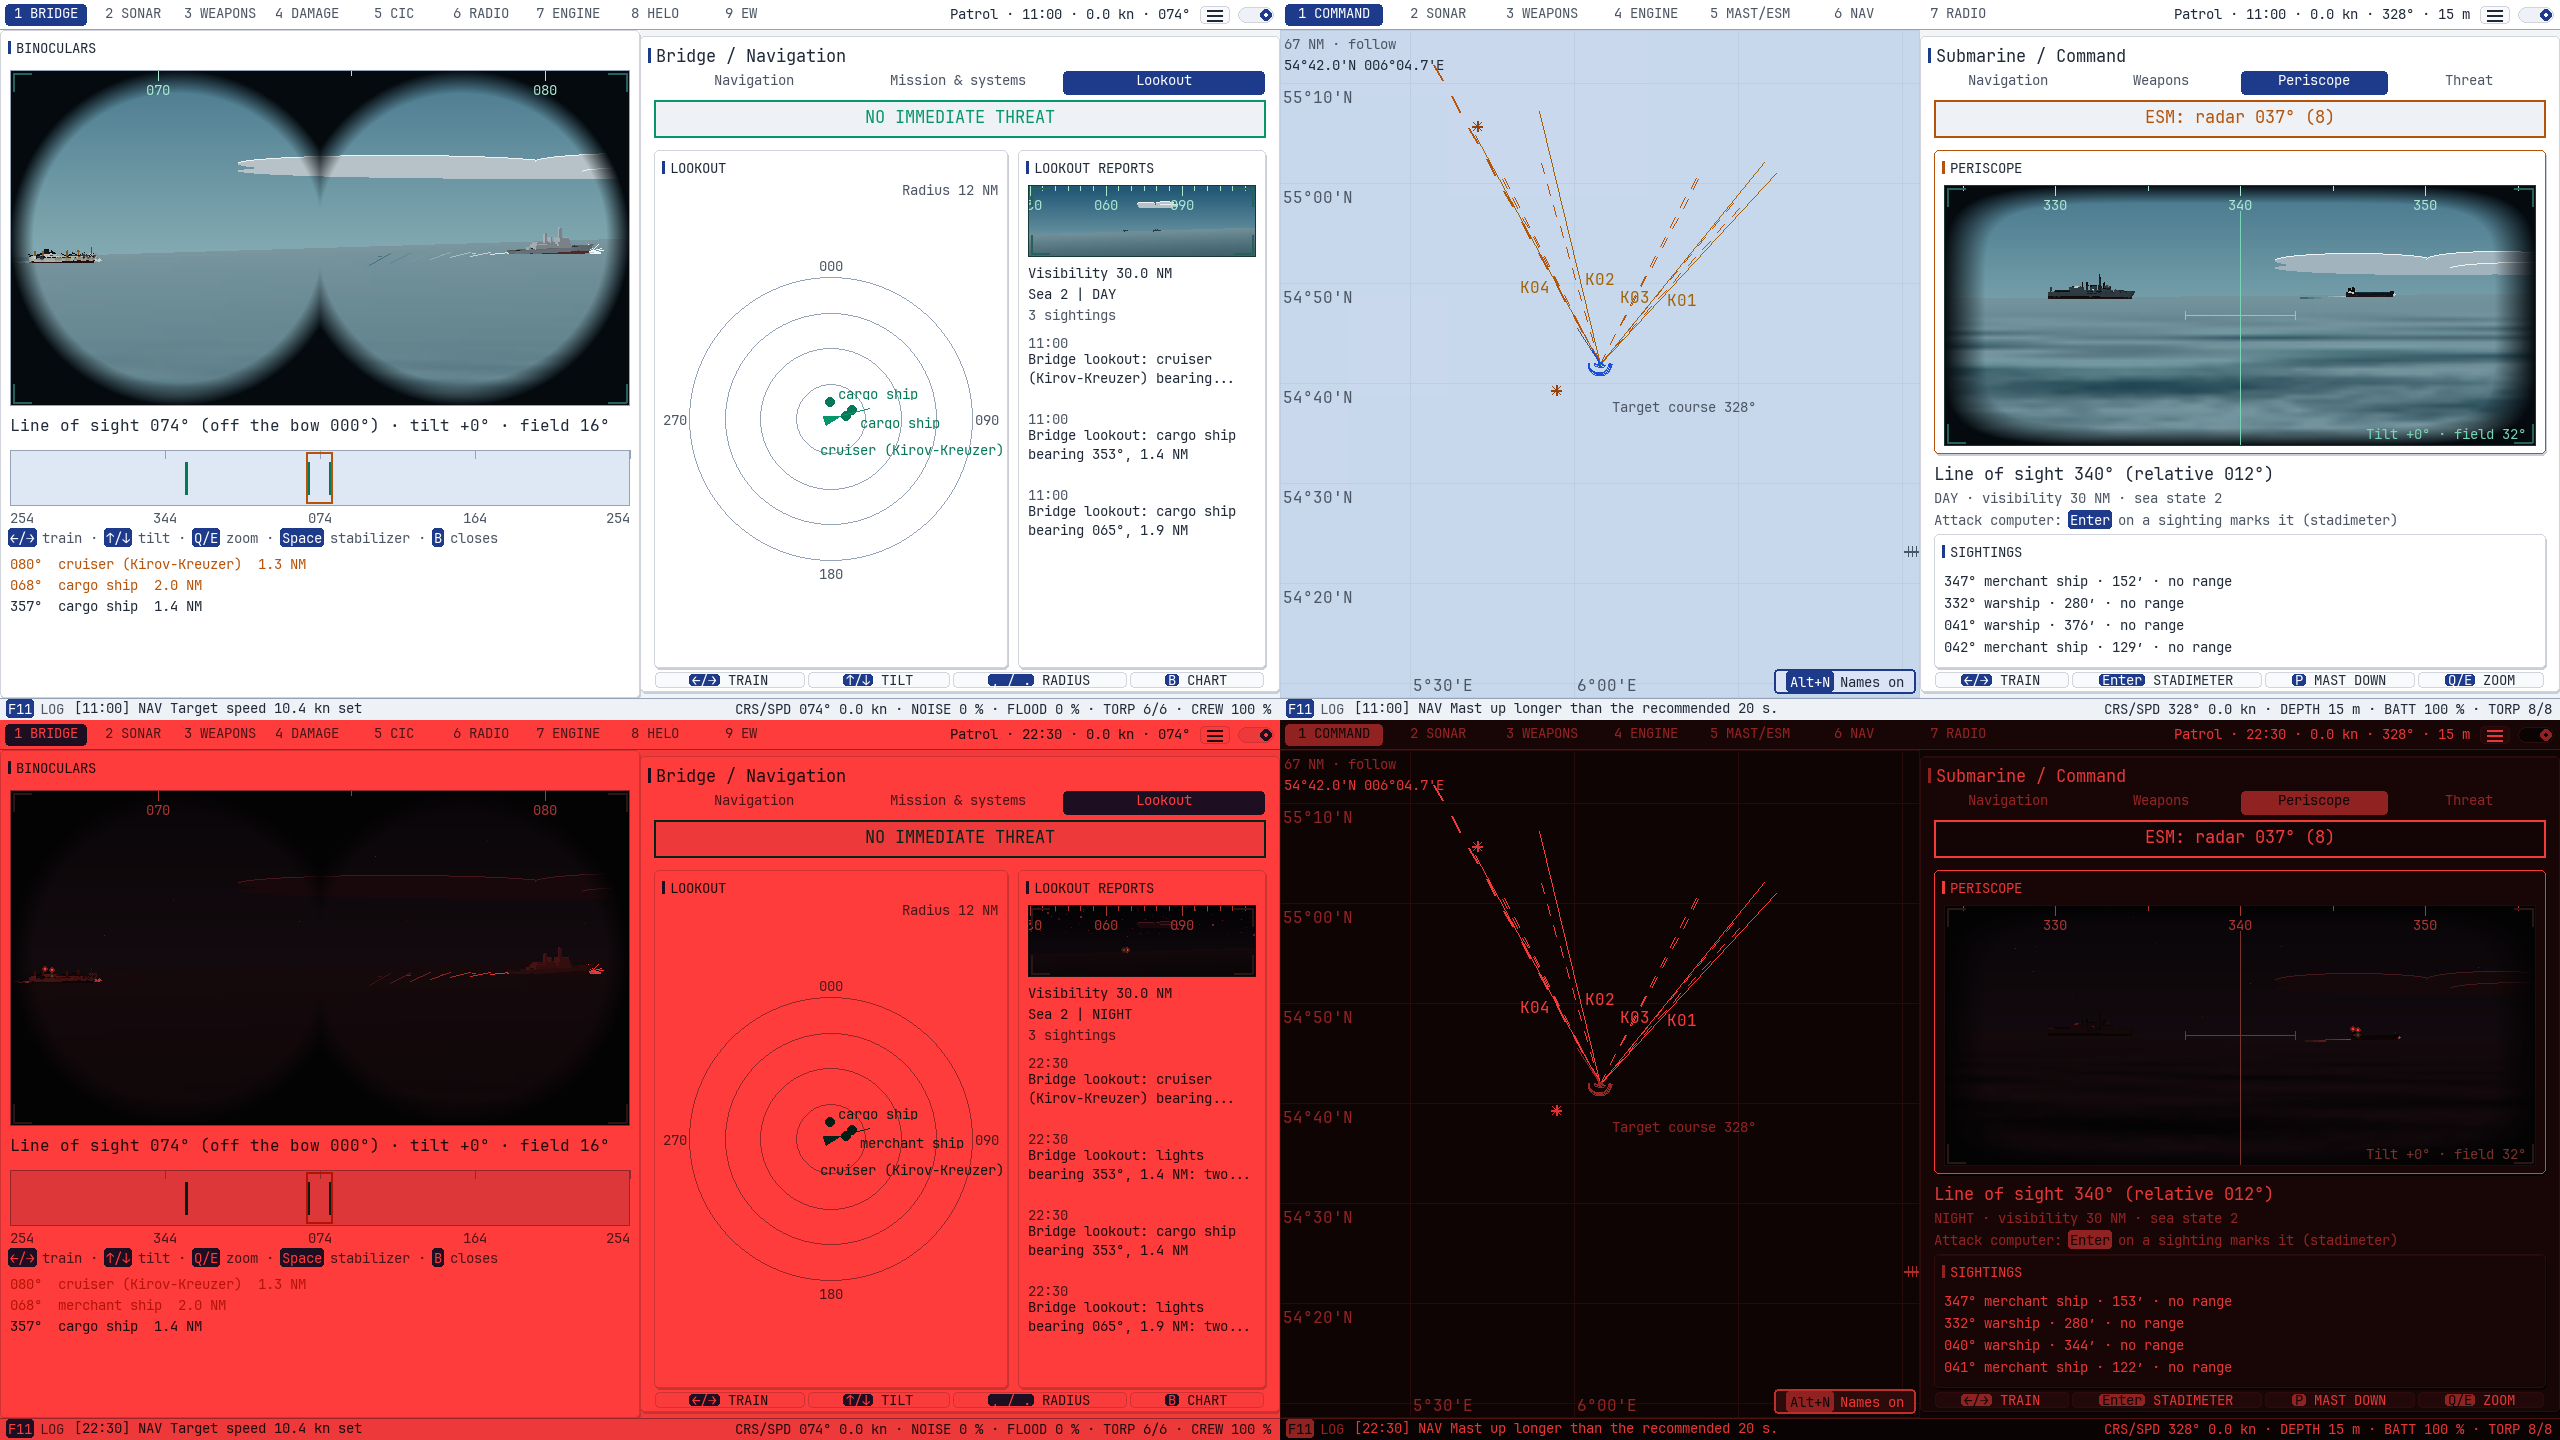 1 BRIDGE 2 SONAR 3 WEAPONS 4 DAMAGE 5 CIC 6 RADIO 7 ENGINE 8 HELO 9 EW Patrol · 11:00 · 0.0 kn · 074°
BINOCULARS
070 080
Line of sight 074° (off the bow 000°) · tilt +0° · field 16°
254 344 074 164 254
←/→ train · ↑/↓ tilt · Q/E zoom · Space stabilizer · B closes
080° cruiser (Kirov-Kreuzer) 1.3 NM
068° cargo ship 2.0 NM
357° cargo ship 1.4 NM
Bridge / Navigation
Navigation Mission & systems Lookout
NO IMMEDIATE THREAT
LOOKOUT
Radius 12 NM
000
cargo ship
270 cargo ship 090
cruiser (Kirov-Kreuzer)
180
LOOKOUT REPORTS
060 090
Visibility 30.0 NM
Sea 2 | DAY
3 sightings
11:00
Bridge lookout: cruiser
(Kirov-Kreuzer) bearing...
11:00
Bridge lookout: cargo ship
bearing 353°, 1.4 NM
11:00
Bridge lookout: cargo ship
bearing 065°, 1.9 NM
←/→ TRAIN ↑/↓ TILT , / . RADIUS B CHART
F11 LOG [11:00] NAV Target speed 10.4 kn set CRS/SPD 074° 0.0 kn · NOISE 0 % · FLOOD 0 % · TORP 6/6 · CREW 100 %
1 COMMAND 2 SONAR 3 WEAPONS 4 ENGINE 5 MAST/ESM 6 NAV 7 RADIO Patrol · 11:00 · 0.0 kn · 328° · 15 m
67 NM · follow
54°42.0'N 006°04.7'E
55°10'N
55°00'N
54°50'N
K04 K02 K03 K01
54°40'N
Target course 328°
54°30'N
54°20'N
5°30'E 6°00'E
Alt+N Names on
Submarine / Command
Navigation Weapons Periscope Threat
ESM: radar 037° (8)
PERISCOPE
330 340 350
Tilt +0° · field 32°
Line of sight 340° (relative 012°)
DAY · visibility 30 NM · sea state 2
Attack computer: Enter on a sighting marks it (stadimeter)
SIGHTINGS
347° merchant ship · 152′ · no range
332° warship · 280′ · no range
041° warship · 376′ · no range
042° merchant ship · 129′ · no range
←/→ TRAIN Enter STADIMETER P MAST DOWN Q/E ZOOM
F11 LOG [11:00] NAV Mast up longer than the recommended 20 s. CRS/SPD 328° 0.0 kn · DEPTH 15 m · BATT 100 % · TORP 8/8
1 BRIDGE 2 SONAR 3 WEAPONS 4 DAMAGE 5 CIC 6 RADIO 7 ENGINE 8 HELO 9 EW Patrol · 22:30 · 0.0 kn · 074°
BINOCULARS
070 080
Line of sight 074° (off the bow 000°) · tilt +0° · field 16°
254 344 074 164 254
←/→ train · ↑/↓ tilt · Q/E zoom · Space stabilizer · B closes
080° cruiser (Kirov-Kreuzer) 1.3 NM
068° merchant ship 2.0 NM
357° cargo ship 1.4 NM
Bridge / Navigation
Navigation Mission & systems Lookout
NO IMMEDIATE THREAT
LOOKOUT
Radius 12 NM
000
cargo ship
270 merchant ship 090
cruiser (Kirov-Kreuzer)
180
LOOKOUT REPORTS
060 090
Visibility 30.0 NM
Sea 2 | NIGHT
3 sightings
22:30
Bridge lookout: cruiser
(Kirov-Kreuzer) bearing...
22:30
Bridge lookout: lights
bearing 353°, 1.4 NM: two...
22:30
Bridge lookout: cargo ship
bearing 353°, 1.4 NM
22:30
Bridge lookout: lights
bearing 065°, 1.9 NM: two...
←/→ TRAIN ↑/↓ TILT , / . RADIUS B CHART
F11 LOG [22:30] NAV Target speed 10.4 kn set CRS/SPD 074° 0.0 kn · NOISE 0 % · FLOOD 0 % · TORP 6/6 · CREW 100 %
1 COMMAND 2 SONAR 3 WEAPONS 4 ENGINE 5 MAST/ESM 6 NAV 7 RADIO Patrol · 22:30 · 0.0 kn · 328° · 15 m
67 NM · follow
54°42.0'N 006°04.7'E
55°10'N
55°00'N
54°50'N
K04 K02 K03 K01
54°40'N
Target course 328°
54°30'N
54°20'N
5°30'E 6°00'E
Alt+N Names on
Submarine / Command
Navigation Weapons Periscope Threat
ESM: radar 037° (8)
PERISCOPE
330 340 350
Tilt +0° · field 32°
Line of sight 340° (relative 012°)
NIGHT · visibility 30 NM · sea state 2
Attack computer: Enter on a sighting marks it (stadimeter)
SIGHTINGS
347° merchant ship · 153′ · no range
332° warship · 280′ · no range
040° warship · 344′ · no range
041° merchant ship · 122′ · no range
←/→ TRAIN Enter STADIMETER P MAST DOWN Q/E ZOOM
F11 LOG [22:30] NAV Mast up longer than the recommended 20 s. CRS/SPD 328° 0.0 kn · DEPTH 15 m · BATT 100 % · TORP 8/8